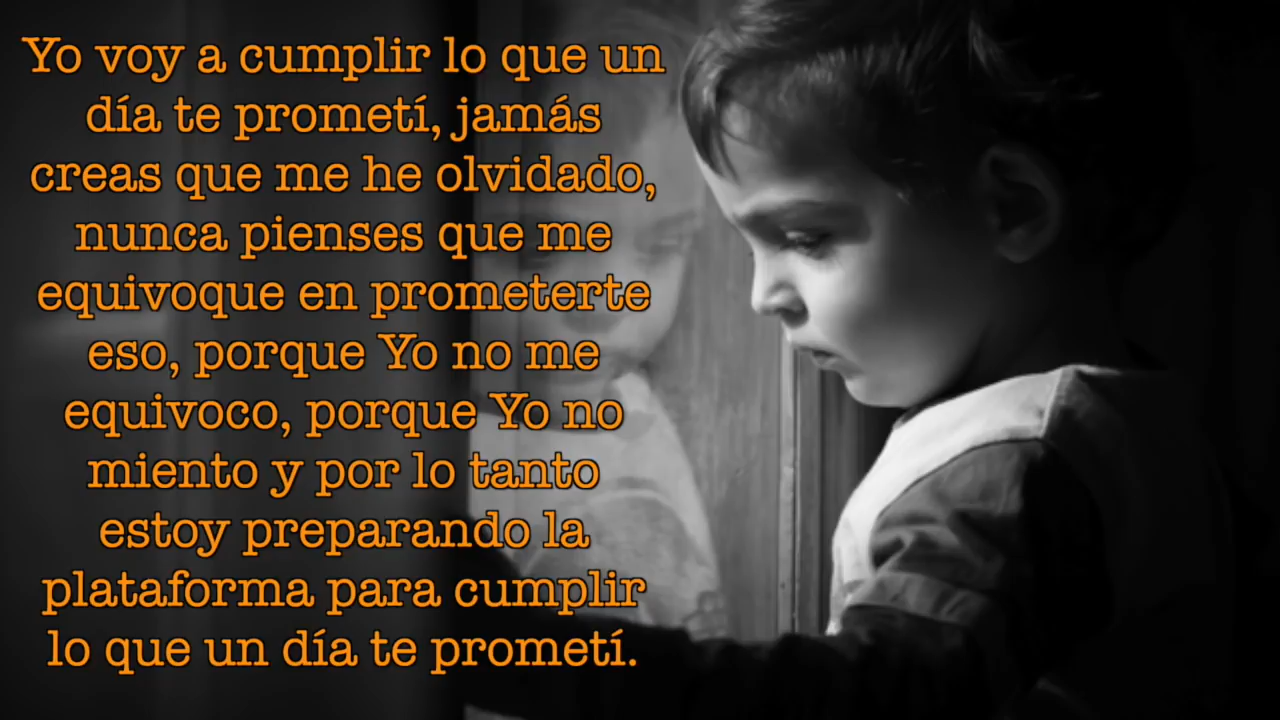 Yo voy a cumplir lo que un
día te prometí, jamás
creas que me he olvidado,
nunca pienses que me
equivoque en prometerte
eso, porque Yo no me
equivoco, porque Yo no
miento y por lo tanto
estoy preparando la
plataforma para cumplir
lo que un día te prometí.